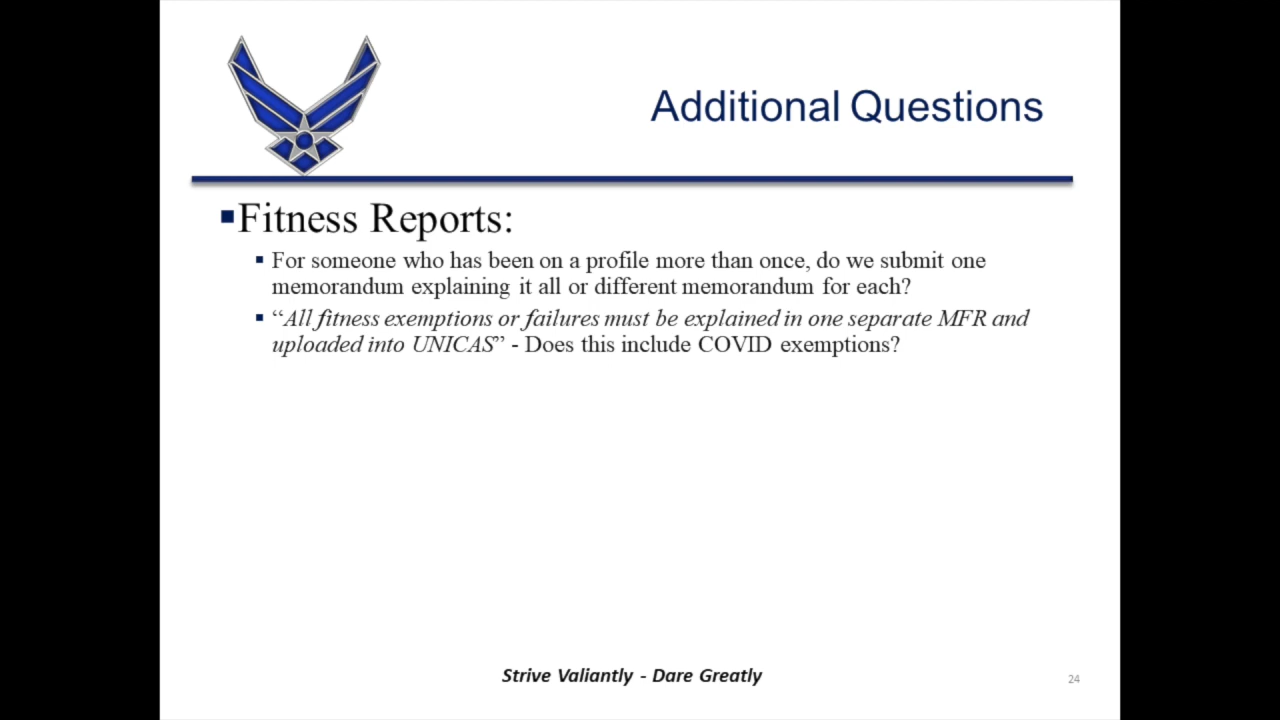 Additional Questions
▪Fitness Reports:
▪ For someone who has been on a profile more than once, do we submit one
memorandum explaining it all or different memorandum for each?
▪ “All fitness exemptions or failures must be explained in one separate MFR and
uploaded into UNICAS” - Does this include COVID exemptions?
Strive Valiantly - Dare Greatly
24